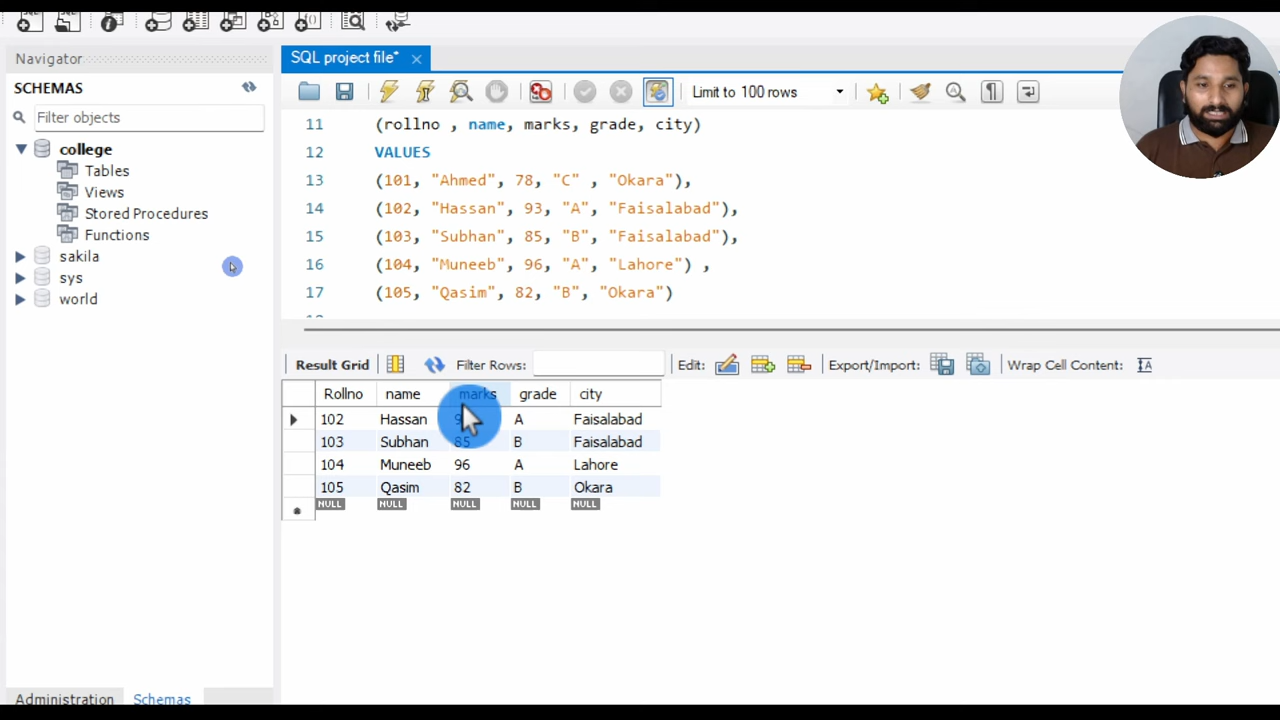 Navigator
SQL project file*
SCHEMAS
Filter objects
Limit to 100 rows
college
Tables
Views
Stored Procedures
Functions
sakila
sys
world
11 (rollno , name, marks, grade, city)
12 VALUES
13 (101, "Ahmed", 78, "C" , "Okara"),
14 (102, "Hassan", 93, "A", "Faisalabad"),
15 (103, "Subhan", 85, "B", "Faisalabad"),
16 (104, "Muneeb", 96, "A", "Lahore") ,
17 (105, "Qasim", 82, "B", "Okara")
Result Grid Filter Rows: Edit: Export/Import: Wrap Cell Content:
Rollno name marks grade city
102 Hassan A Faisalabad
103 Subhan 85 B Faisalabad
104 Muneeb 96 A Lahore
105 Qasim 82 B Okara
NULL NULL NULL NULL NULL
Administration Schemas